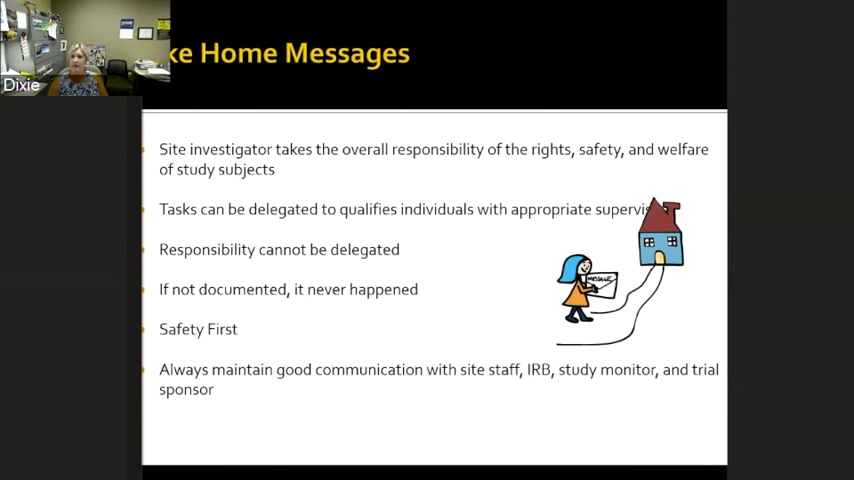 ke Home Messages
Dixie
Site investigator takes the overall responsibility of the rights, safety, and welfare
of study subjects
Tasks can be delegated to qualifies individuals with appropriate supervis
Responsibility cannot be delegated
If not documented, it never happened
Safety First
Always maintain good communication with site staff, IRB, study monitor, and trial
sponsor
MESSAGE